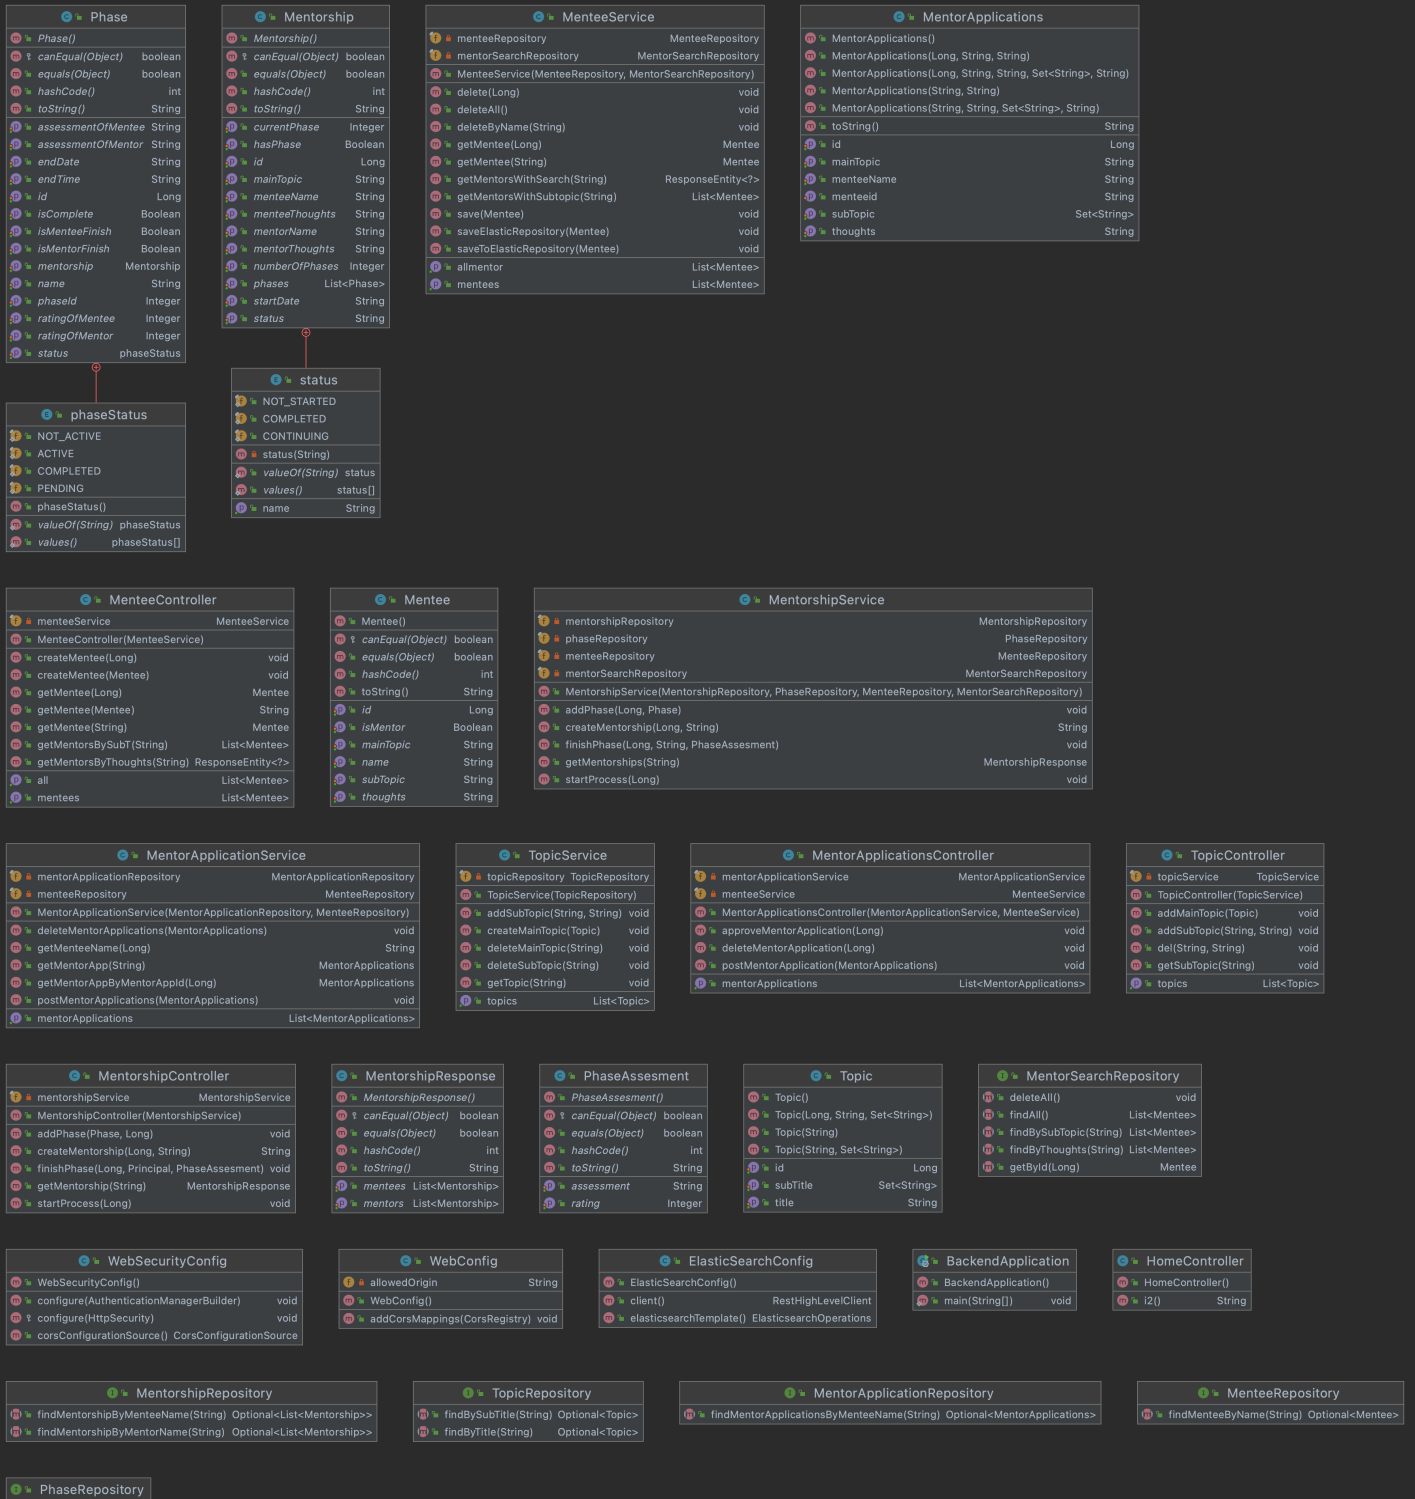 Phase
Phase()
canEqual(Object) boolean
equals(Object) boolean
hashCode() int
toString() String
assessmentOfMentee String
assessmentOfMentor String
endDate String
endTime String
id Long
isComplete Boolean
isMenteeFinish Boolean
isMentorFinish Boolean
mentorship Mentorship
name String
phaseId Integer
ratingOfMentee Integer
ratingOfMentor Integer
status phaseStatus
Mentorship
Mentorship()
canEqual(Object) boolean
equals(Object) boolean
hashCode() int
toString() String
currentPhase Integer
hasPhase Boolean
id Long
mainTopic String
menteeName String
menteeThoughts String
mentorName String
mentorThoughts String
numberOfPhases Integer
phases List<Phase>
startDate String
status String
MenteeService
menteeRepository MenteeRepository
mentorSearchRepository MentorSearchRepository
MenteeService(MenteeRepository, MentorSearchRepository)
delete(Long) void
deleteAll() void
deleteByName(String) void
getMentee(Long) Mentee
getMentee(String) Mentee
getMentorsWithSearch(String) ResponseEntity<?>
getMentorsWithSubtopic(String) List<Mentee>
save(Mentee) void
saveElasticRepository(Mentee) void
saveToElasticRepository(Mentee) void
allmentor List<Mentee>
mentees List<Mentee>
MentorApplications
MentorApplications()
MentorApplications(Long, String, String)
MentorApplications(Long, String, String, Set<String>, String)
MentorApplications(String, String)
MentorApplications(String, String, Set<String>, String)
toString() String
id Long
mainTopic String
menteeName String
menteeid String
subTopic Set<String>
thoughts String
phaseStatus
NOT_ACTIVE
ACTIVE
COMPLETED
PENDING
phaseStatus()
valueOf(String) phaseStatus
values() phaseStatus[]
status
NOT_STARTED
COMPLETED
CONTINUING
status(String)
valueOf(String) status
values() status[]
name String
MenteeController
menteeService MenteeService
MenteeController(MenteeService)
createMentee(Long) void
createMentee(Mentee) void
getMentee(Long) Mentee
getMentee(Mentee) String
getMentee(String) Mentee
getMentorsBySubT(String) List<Mentee>
getMentorsByThoughts(String) ResponseEntity<?>
all List<Mentee>
mentees List<Mentee>
Mentee
Mentee()
canEqual(Object) boolean
equals(Object) boolean
hashCode() int
toString() String
id Long
isMentor Boolean
mainTopic String
name String
subTopic String
thoughts String
MentorshipService
mentorshipRepository MentorshipRepository
phaseRepository PhaseRepository
menteeRepository MenteeRepository
mentorSearchRepository MentorSearchRepository
MentorshipService(MentorshipRepository, PhaseRepository, MenteeRepository, MentorSearchRepository)
addPhase(Long, Phase) void
createMentorship(Long, String) String
finishPhase(Long, String, PhaseAssesment) void
getMentorships(String) MentorshipResponse
startProcess(Long) void
MentorApplicationService
mentorApplicationRepository MentorApplicationRepository
menteeRepository MenteeRepository
MentorApplicationService(MentorApplicationRepository, MenteeRepository)
deleteMentorApplications(MentorApplications) void
getMenteeName(Long) String
getMentorApp(String) MentorApplications
getMentorAppByMentorAppId(Long) MentorApplications
postMentorApplications(MentorApplications) void
mentorApplications List<MentorApplications>
TopicService
topicRepository TopicRepository
TopicService(TopicRepository)
addSubTopic(String, String) void
createMainTopic(Topic) void
deleteMainTopic(String) void
deleteSubTopic(String) void
getTopic(String) void
topics List<Topic>
MentorApplicationsController
mentorApplicationService MentorApplicationService
menteeService MenteeService
MentorApplicationsController(MentorApplicationService, MenteeService)
approveMentorApplication(Long) void
deleteMentorApplication(Long) void
postMentorApplication(MentorApplications) void
mentorApplications List<MentorApplications>
TopicController
topicService TopicService
TopicController(TopicService)
addMainTopic(Topic) void
addSubTopic(String, String) void
del(String, String) void
getSubTopic(String) void
topics List<Topic>
MentorshipController
mentorshipService MentorshipService
MentorshipController(MentorshipService)
addPhase(Phase, Long) void
createMentorship(Long, String) String
finishPhase(Long, Principal, PhaseAssesment) void
getMentorship(String) MentorshipResponse
startProcess(Long) void
MentorshipResponse
MentorshipResponse()
canEqual(Object) boolean
equals(Object) boolean
hashCode() int
toString() String
mentees List<Mentorship>
mentors List<Mentorship>
PhaseAssesment
PhaseAssesment()
canEqual(Object) boolean
equals(Object) boolean
hashCode() int
toString() String
assessment String
rating Integer
Topic
Topic()
Topic(Long, String, Set<String>)
Topic(String)
Topic(String, Set<String>)
id Long
subTitle Set<String>
title String
MentorSearchRepository
deleteAll() void
findAll() List<Mentee>
findBySubTopic(String) List<Mentee>
findByThoughts(String) List<Mentee>
getById(Long) Mentee
WebSecurityConfig
WebSecurityConfig()
configure(AuthenticationManagerBuilder) void
configure(HttpSecurity) void
corsConfigurationSource() CorsConfigurationSource
WebConfig
allowedOrigin String
WebConfig()
addCorsMappings(CorsRegistry) void
ElasticSearchConfig
ElasticSearchConfig()
client() RestHighLevelClient
elasticsearchTemplate() ElasticsearchOperations
BackendApplication
BackendApplication()
main(String[]) void
HomeController
HomeController()
i2() String
MentorshipRepository
findMentorshipByMenteeName(String) Optional<List<Mentorship>>
findMentorshipByMentorName(String) Optional<List<Mentorship>>
TopicRepository
findBySubTitle(String) Optional<Topic>
findByTitle(String) Optional<Topic>
MentorApplicationRepository
findMentorApplicationsByMenteeName(String) Optional<MentorApplications>
MenteeRepository
findMenteeByName(String) Optional<Mentee>
PhaseRepository